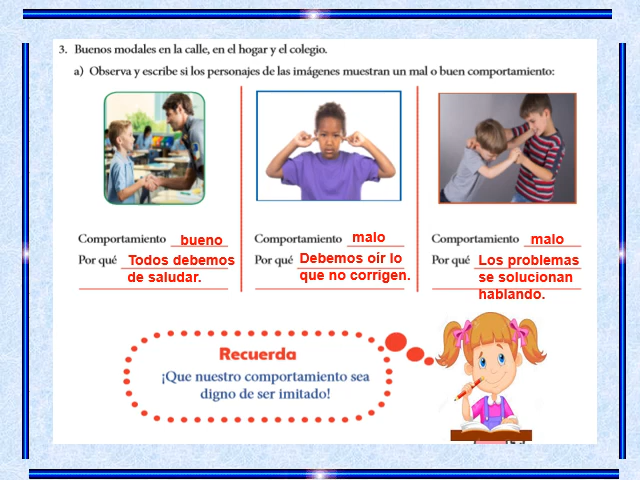 3. Buenos modales en la calle, en el hogar y el colegio.
a) Observa y escribe si los personajes de las imágenes muestran un mal o buen comportamiento:
Comportamiento bueno
Por qué Todos debemos
de saludar.
Comportamiento malo
Por qué Debemos oír lo
que no corrigen.
Comportamiento malo
Por qué Los problemas
se solucionan
hablando.
Recuerda
¡Que nuestro comportamiento sea
digno de ser imitado!